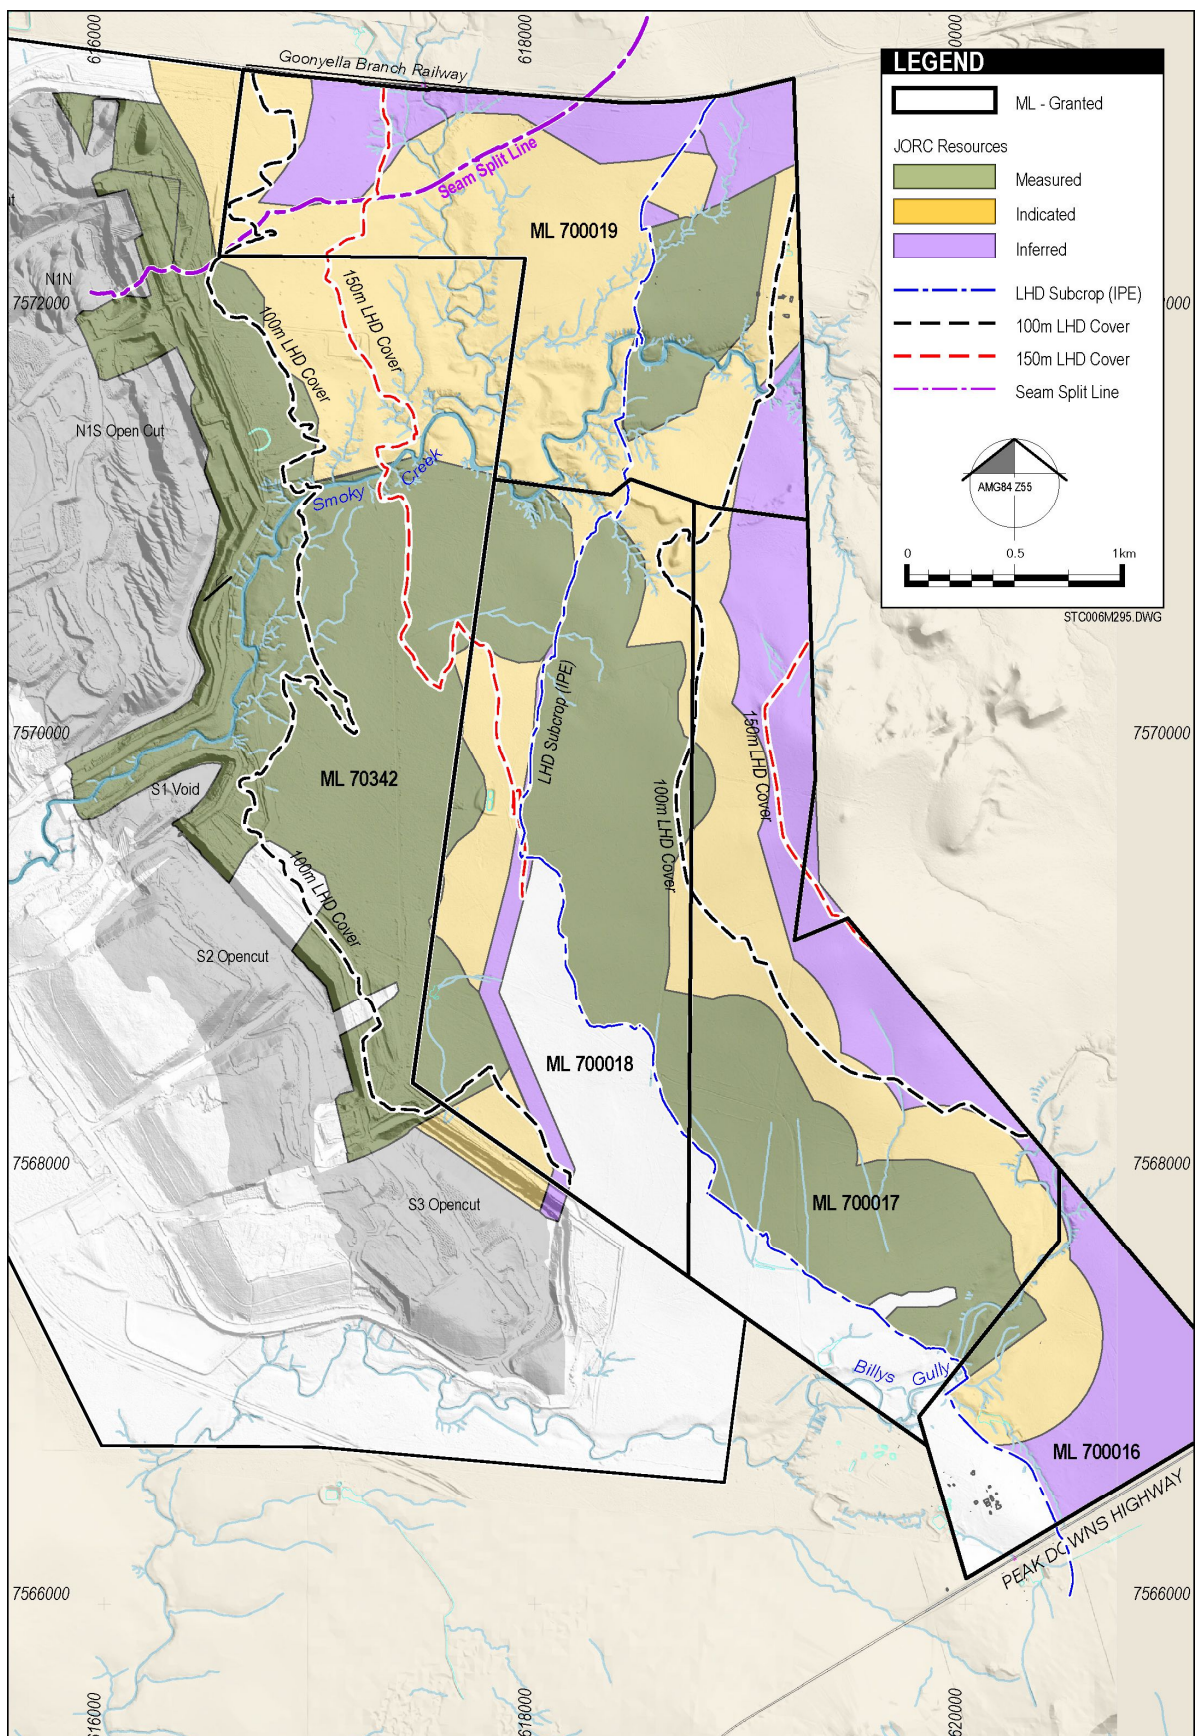 616000
618000
0000
Goonyella Branch Railway
LEGEND
ML - Granted
JORC Resources
Measured
Indicated
Inferred
LHD Subcrop (IPE)
100m LHD Cover
150m LHD Cover
Seam Split Line
AMG84 Z55
0
0.5
1km
STC006M295.DWG
Seam Split Line
ML 700019
N1N
7572000
000
150m LHD Cover
100m LHD Cover
N1S Open Cut
Smoky Creek
LHD Subcrop (IPE)
7570000
7570000
150m LHD Cover
ML 70342
S1 Void
100m LHD Cover
100m LHD Cover
S2 Opencut
ML 700018
7568000
7568000
S3 Opencut
ML 700017
Billys Gully
ML 700016
PEAK DOWNS HIGHWAY
7566000
7566000
616000
618000
620000